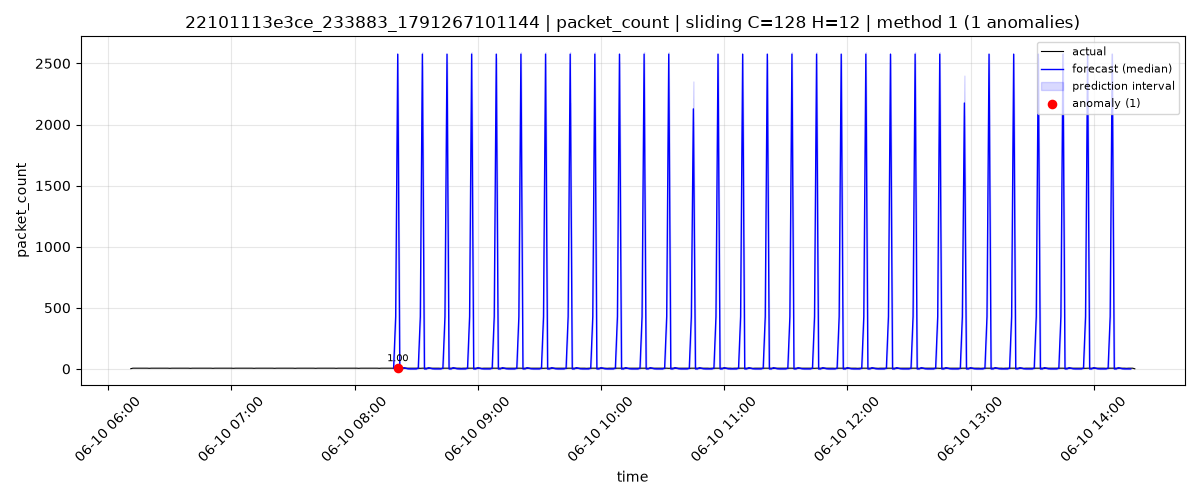 22101113e3ce_233883_1791267101144 | packet_count | sliding C=128 H=12 | method 1 (1 anomalies)
packet_count
2500
2000
1500
1000
500
0
1.00
actual
forecast (median)
prediction interval
anomaly (1)
06-10 06:00
06-10 07:00
06-10 08:00
06-10 09:00
06-10 10:00
06-10 11:00
06-10 12:00
06-10 13:00
06-10 14:00
time